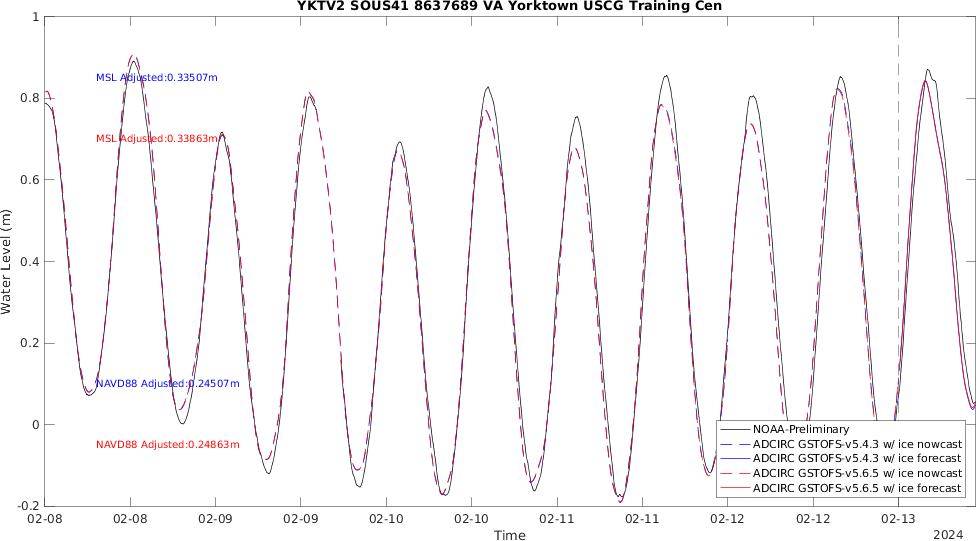 YKTV2 SOUS41 8637689 VA Yorktown USCG Training Cen
1
0.8
0.6
0.4
0.2
0
-0.2
Water Level (m)
MSL Adjusted:0.33507m
MSL Adjusted:0.33863m
NAVD88 Adjusted:0.24507m
NAVD88 Adjusted:0.24863m
NOAA-Preliminary
ADCIRC GSTOFS-v5.4.3 w/ ice nowcast
ADCIRC GSTOFS-v5.4.3 w/ ice forecast
ADCIRC GSTOFS-v5.6.5 w/ ice nowcast
ADCIRC GSTOFS-v5.6.5 w/ ice forecast
02-08 02-08 02-09 02-09 02-10 02-10 02-11 02-11 02-12 02-12 02-13
Time
2024